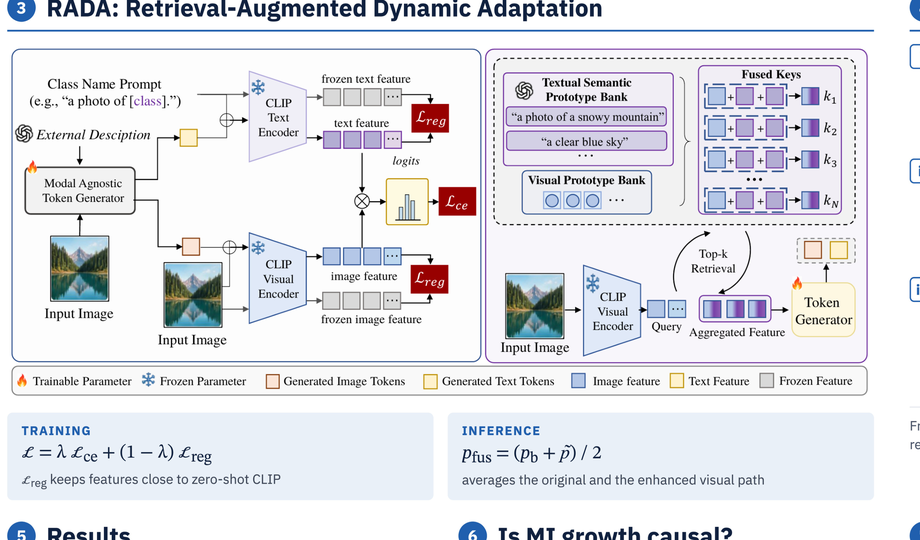 3 RADA: Retrieval-Augmented Dynamic Adaptation
Class Name Prompt
(e.g., “a photo of [class].”)
External Desciption
Modal Agnostic
Token Generator
Input Image
Input Image
CLIP
Text
Encoder
CLIP
Visual
Encoder
frozen text feature
text feature
logits
image feature
frozen image feature
ℒreg
ℒce
ℒreg
Textual Semantic
Prototype Bank
“a photo of a snowy mountain”
“a clear blue sky”
...
Visual Prototype Bank
...
Fused Keys
+ + k1
+ + k2
+ + k3
...
+ + kN
Top-k
Retrieval
Input Image
CLIP
Visual
Encoder
Query
Aggregated Feature
Token
Generator
Trainable Parameter Frozen Parameter Generated Image Tokens Generated Text Tokens Image feature Text Feature Frozen Feature
TRAINING
ℒ = λ ℒce + (1 − λ) ℒreg
ℒreg keeps features close to zero-shot CLIP
INFERENCE
pfus = (pb + p̃) / 2
averages the original and the enhanced visual path
5 Results
6 Is MI growth causal?